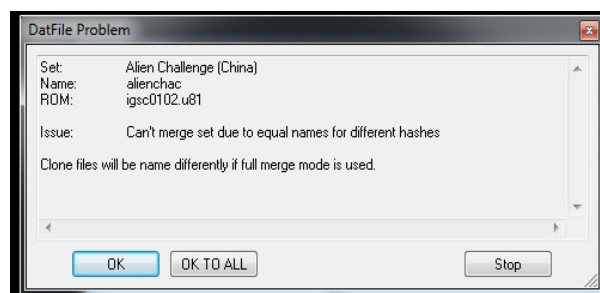 DatFile Problem
Set: Alien Challenge (China)
Name: alienchac
ROM: igsc0102.u81
Issue: Can't merge set due to equal names for different hashes
Clone files will be name differently if full merge mode is used.
OK OK TO ALL Stop